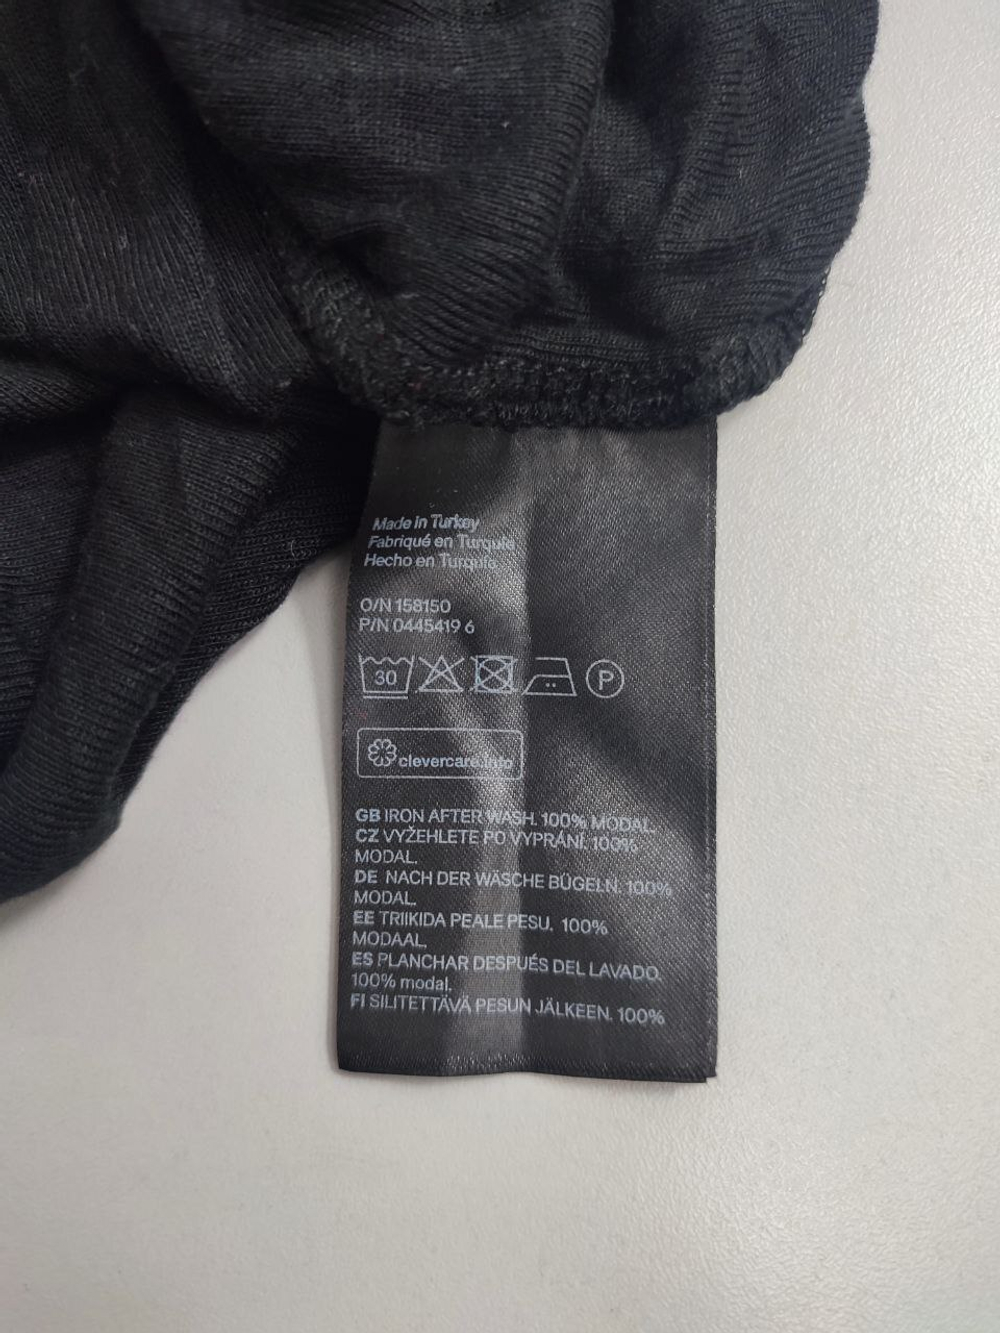 Made in Turkey
Fabriqué en Turquie
Hecho en Turquía
O/N 158150
P/N 0445419 6
30 P
clevercare.info
GB IRON AFTER WASH. 100% MODAL.
CZ VYŽEHLETE PO VYPRÁNÍ. 100%
MODAL.
DE NACH DER WÄSCHE BÜGELN. 100%
MODAL.
EE TRIIKIDA PEALE PESU. 100%
MODAAL.
ES PLANCHAR DESPUÉS DEL LAVADO.
100% modal.
FI SILITETTÄVÄ PESUN JÄLKEEN. 100%